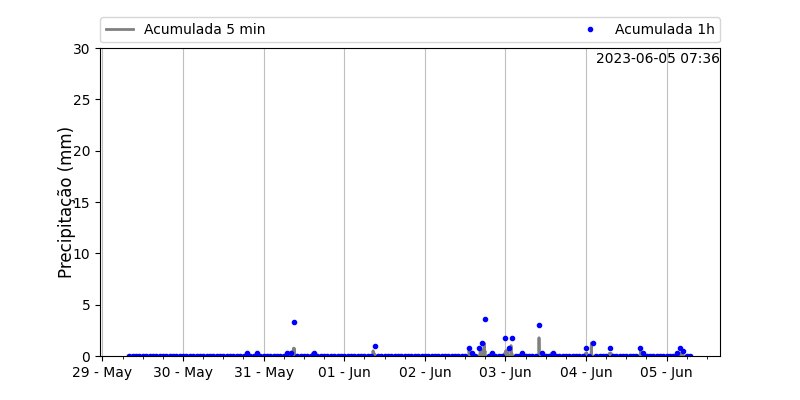 Acumulada 5 min
Acumulada 1h
2023-06-05 07:36
Precipitação (mm)
30
25
20
15
10
5
0
29 - May 30 - May 31 - May 01 - Jun 02 - Jun 03 - Jun 04 - Jun 05 - Jun